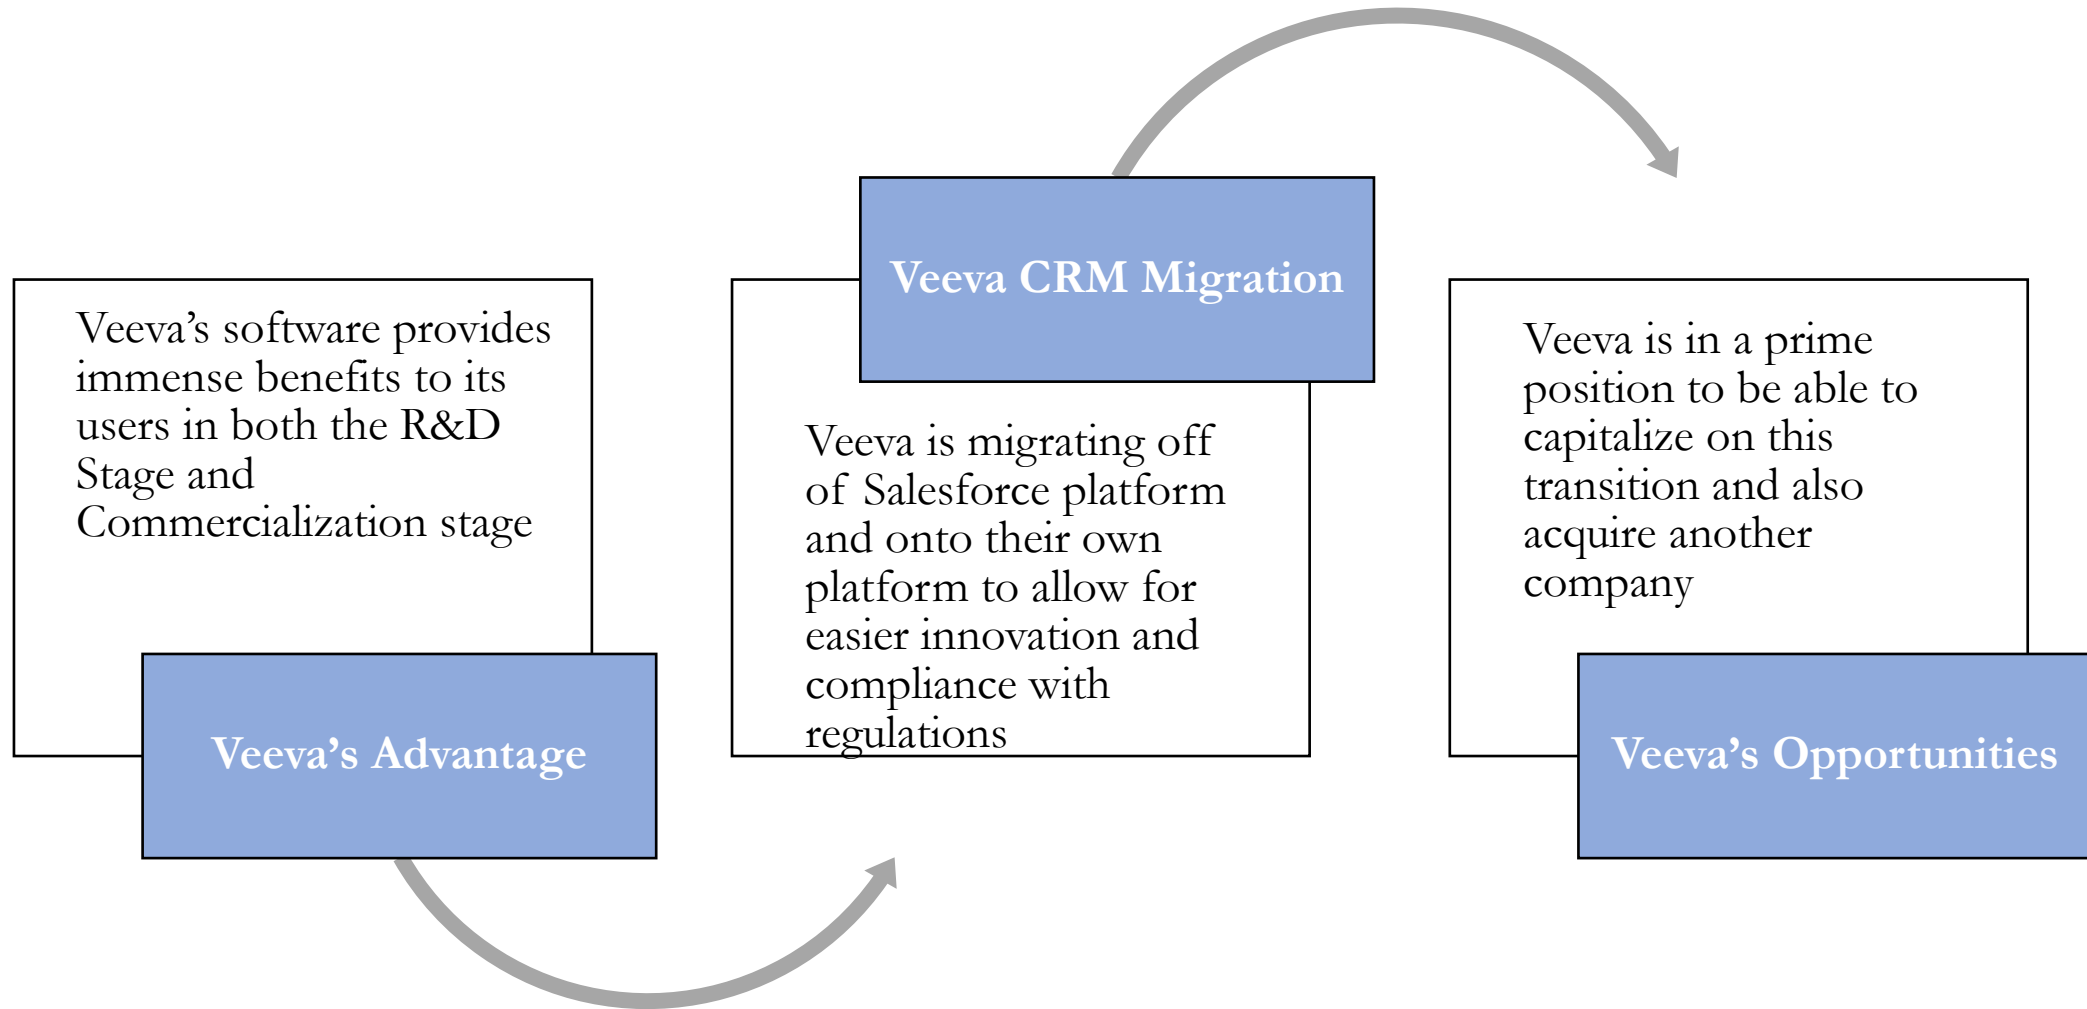 Veeva’s software provides
immense benefits to its
users in both the R&D
Stage and
Commercialization stage
Veeva’s Advantage
Veeva CRM Migration
Veeva is migrating off
of Salesforce platform
and onto their own
platform to allow for
easier innovation and
compliance with
regulations
Veeva is in a prime
position to be able to
capitalize on this
transition and also
acquire another
company
Veeva’s Opportunities